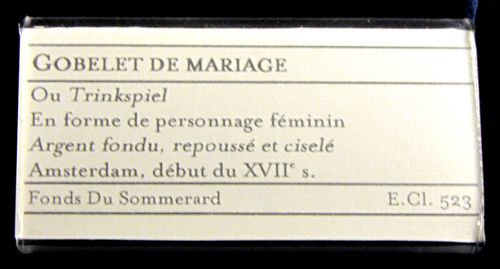 GOBELET DE MARIAGE
Ou Trinkspiel
En forme de personnage féminin
Argent fondu, repoussé et ciselé
Amsterdam, début du XVIIe s.
Fonds Du Sommerard E.Cl. 523